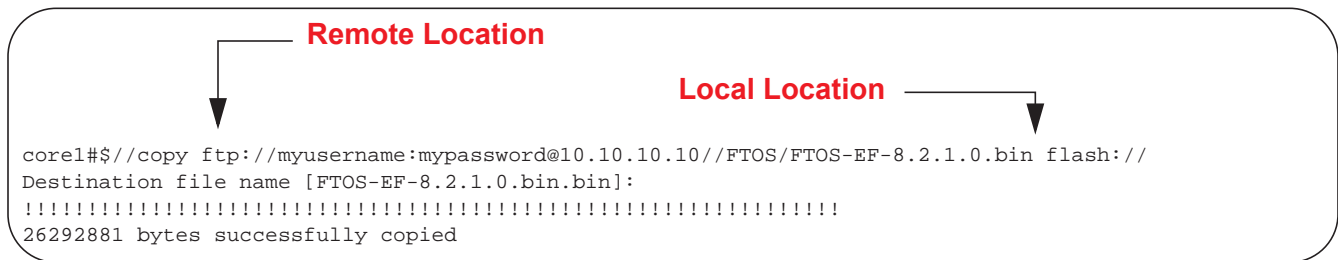 Remote Location
Local Location
core1#$//copy ftp://myusername:mypassword@10.10.10.10//FTOS/FTOS-EF-8.2.1.0.bin flash://
Destination file name [FTOS-EF-8.2.1.0.bin.bin]:
!!!!!!!!!!!!!!!!!!!!!!!!!!!!!!!!!!!!!!!!!!!!!!!!!!!!!!!!!!!!!!!!
26292881 bytes successfully copied